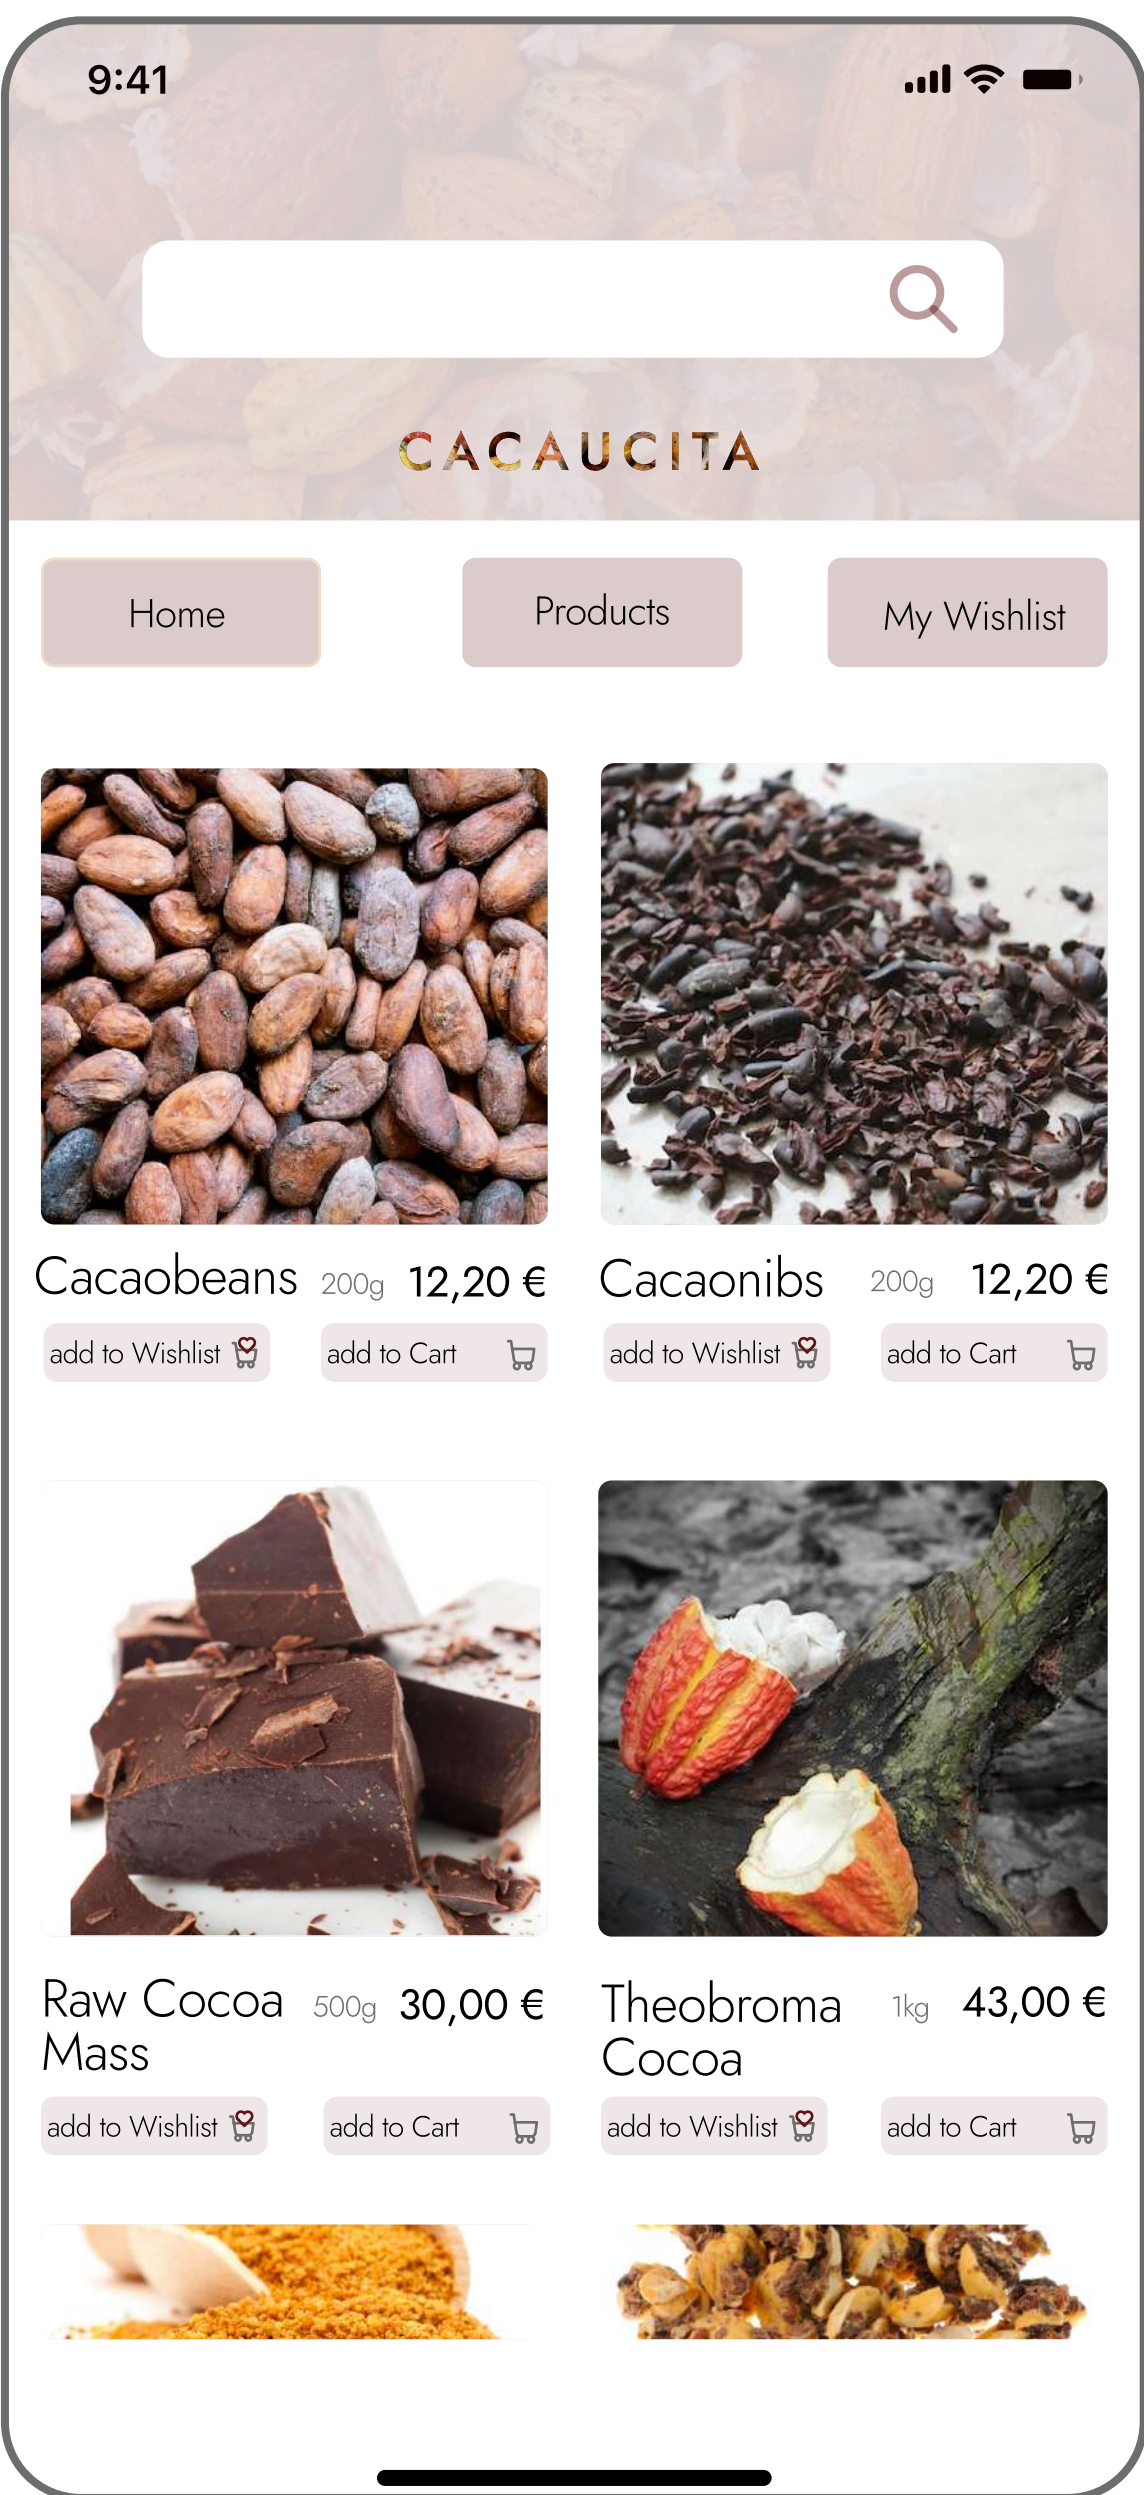 9:41
CACAUCITA
Home
Products
My Wishlist
Cacaobeans 200g 12,20 €
Cacaonibs 200g 12,20 €
add to Wishlist
add to Cart
add to Wishlist
add to Cart
Raw Cocoa 500g 30,00 €
Mass
Theobroma 1kg 43,00 €
Cocoa
add to Wishlist
add to Cart
add to Wishlist
add to Cart